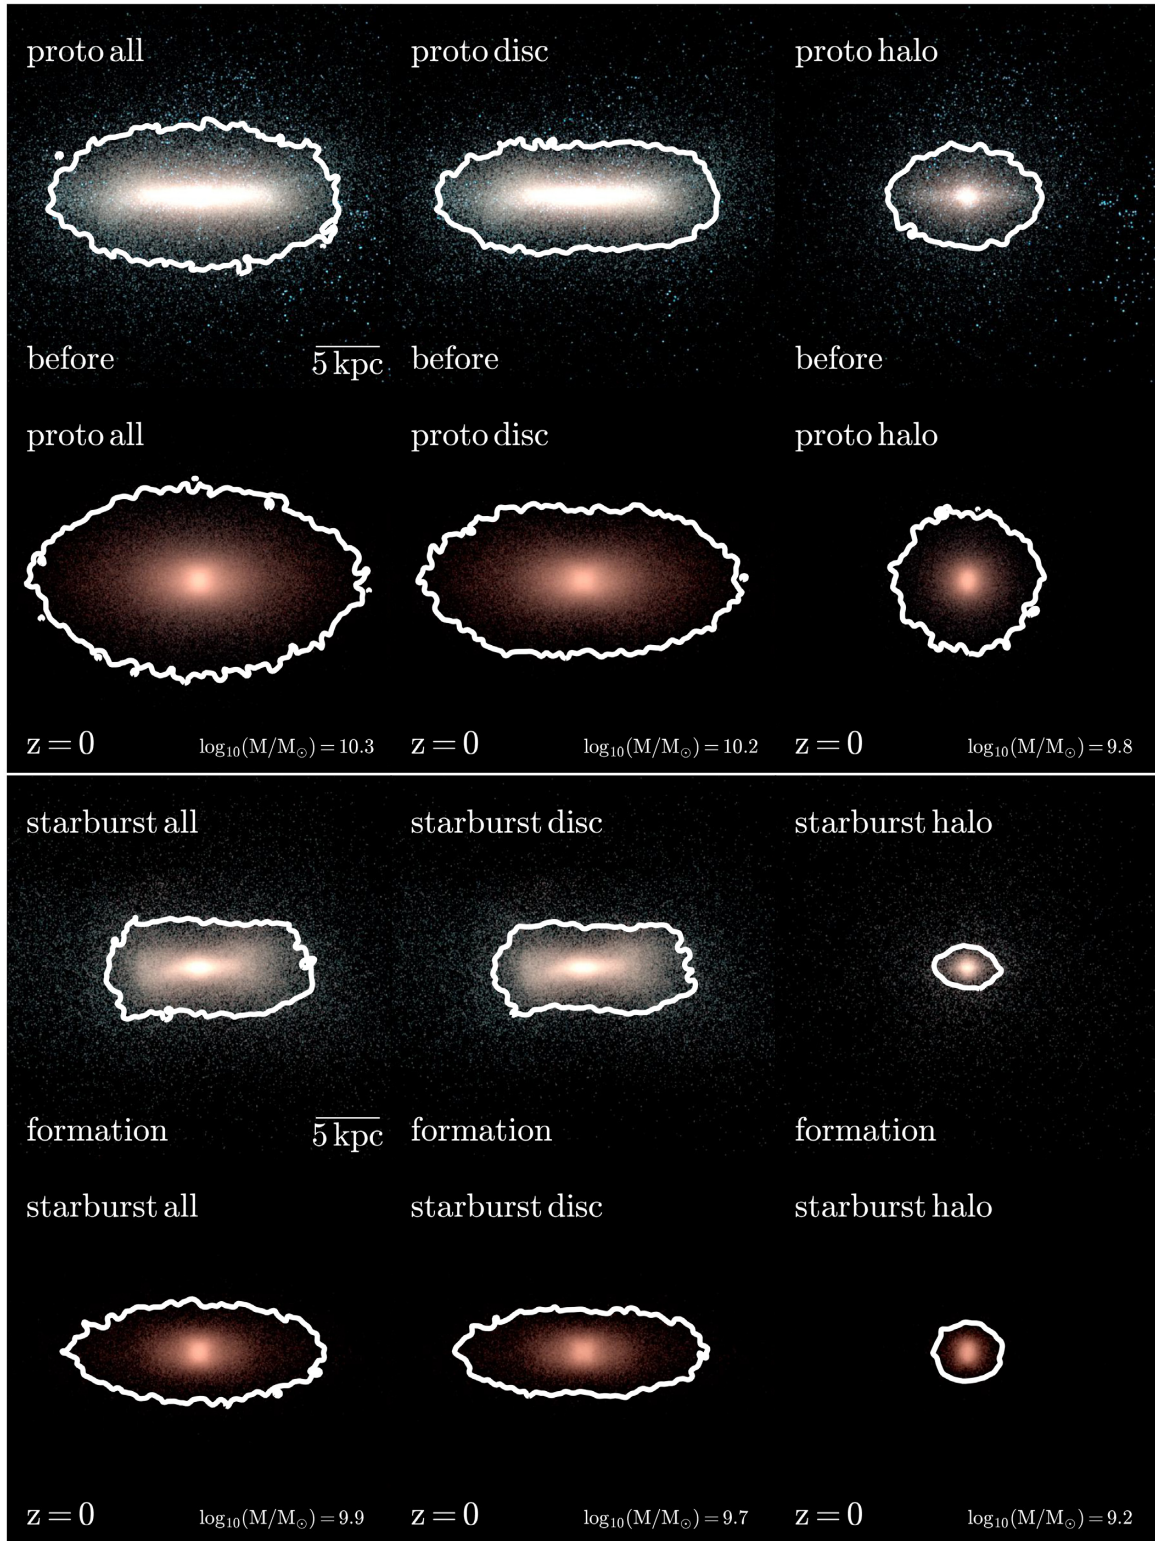 proto all
proto disc
proto halo
before
5 kpc
before
before
proto all
proto disc
proto halo
z = 0
log₁₀(M/M⊙) = 10.3
z = 0
log₁₀(M/M⊙) = 10.2
z = 0
log₁₀(M/M⊙) = 9.8
starburst all
starburst disc
starburst halo
formation
5 kpc
formation
formation
starburst all
starburst disc
starburst halo
z = 0
log₁₀(M/M⊙) = 9.9
z = 0
log₁₀(M/M⊙) = 9.7
z = 0
log₁₀(M/M⊙) = 9.2